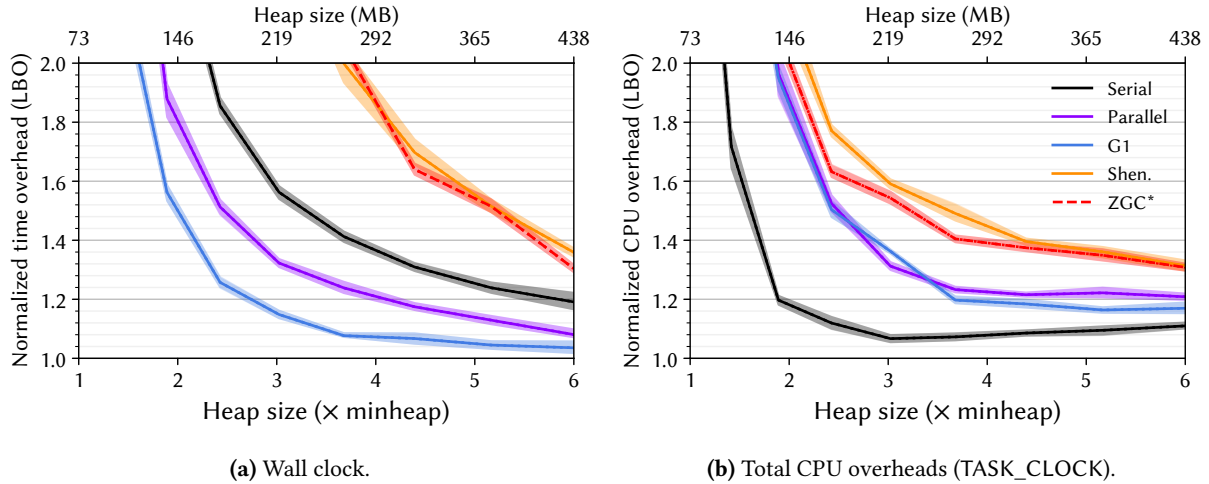 Heap size (MB)
73 146 219 292 365 438
Normalized time overhead (LBO)
2.0
1.8
1.6
1.4
1.2
1.0
1 2 3 4 5 6
Heap size (× minheap)
(a) Wall clock.
Heap size (MB)
73 146 219 292 365 438
Normalized CPU overhead (LBO)
2.0
1.8
1.6
1.4
1.2
1.0
Serial
Parallel
G1
Shen.
ZGC*
1 2 3 4 5 6
Heap size (× minheap)
(b) Total CPU overheads (TASK_CLOCK).